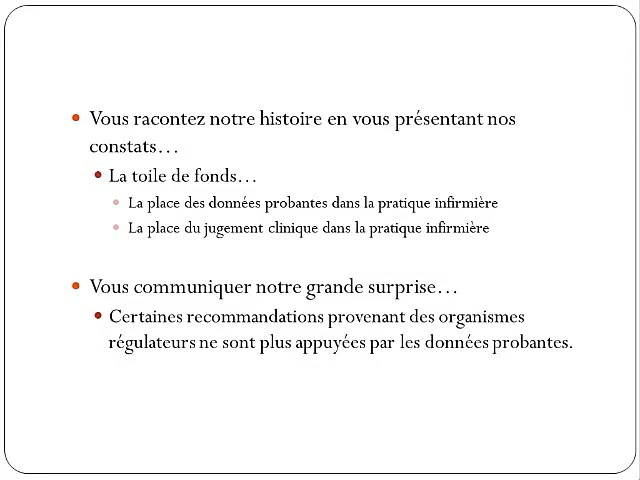 Vous racontez notre histoire en vous présentant nos
constats…
La toile de fonds…
La place des données probantes dans la pratique infirmière
La place du jugement clinique dans la pratique infirmière
Vous communiquer notre grande surprise…
Certaines recommandations provenant des organismes
régulateurs ne sont plus appuyées par les données probantes.